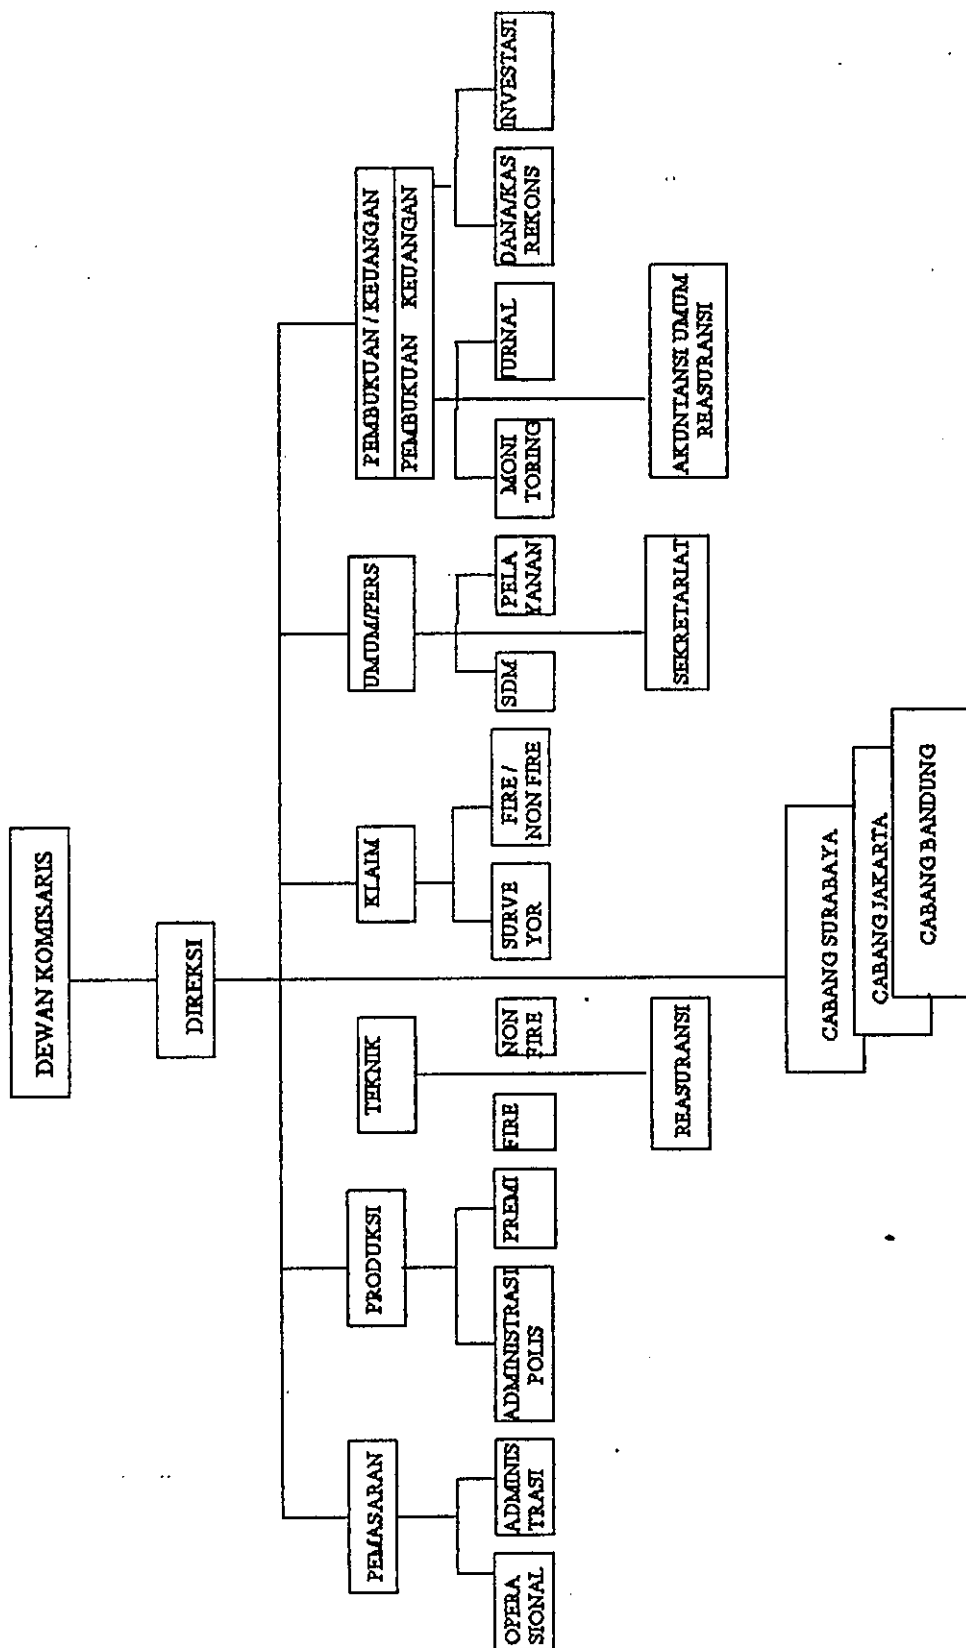 DEWAN KOMISARIS
DIREKSI
PEMASARAN
PRODUKSI
TEKNIK
KLAIM
UMUM/PERS
PEMBUKUAN / KEUANGAN
PEMBUKUAN KEUANGAN
OPERA
SIONAL
ADMINIS
TRASI
ADMINISTRASI
POLIS
PREMI
FIRE
NON
FIRE
SURVE
YOR
FIRE /
NON FIRE
SDM
PELA
YANAN
MONI
TORING
JURNAL
DANA/KAS
REKONS
INVESTASI
REASURANSI
SEKRETARIAT
AKUNTANSI UMUM
REASURANSI
CABANG SURABAYA
CABANG JAKARTA
CABANG BANDUNG